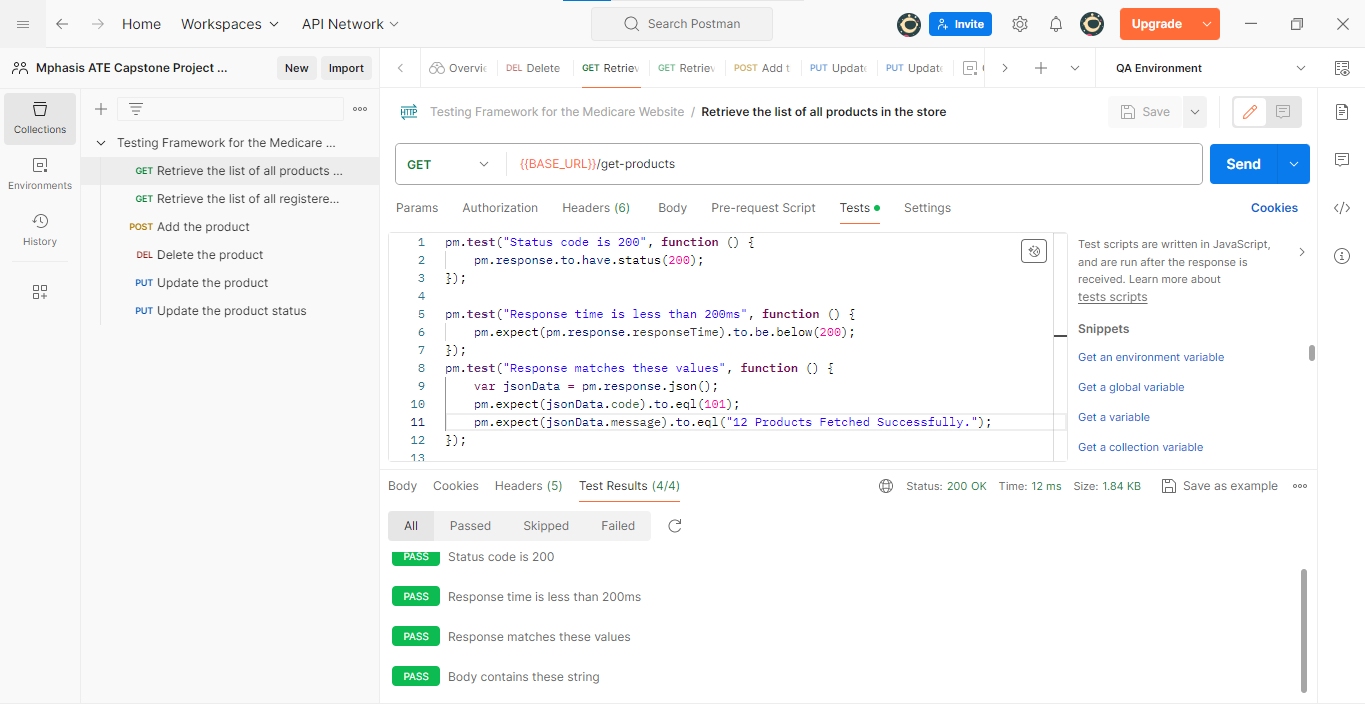 Home Workspaces API Network Search Postman Invite Upgrade
Mphasis ATE Capstone Project ... New Import
Overvie DEL Delete GET Retriev GET Retriev POST Add t PUT Update PUT Update QA Environment
Collections
Environments
History
Testing Framework for the Medicare ...
GET Retrieve the list of all products ...
GET Retrieve the list of all registere...
POST Add the product
DEL Delete the product
PUT Update the product
PUT Update the product status
HTTP Testing Framework for the Medicare Website / Retrieve the list of all products in the store Save
GET {{BASE_URL}}/get-products Send
Params Authorization Headers (6) Body Pre-request Script Tests Settings Cookies
1 pm.test("Status code is 200", function () {
2 pm.response.to.have.status(200);
3 });
4
5 pm.test("Response time is less than 200ms", function () {
6 pm.expect(pm.response.responseTime).to.be.below(200);
7 });
8 pm.test("Response matches these values", function () {
9 var jsonData = pm.response.json();
10 pm.expect(jsonData.code).to.eql(101);
11 pm.expect(jsonData.message).to.eql("12 Products Fetched Successfully.");
12 });
13
Test scripts are written in JavaScript,
and are run after the response is
received. Learn more about
tests scripts
Snippets
Get an environment variable
Get a global variable
Get a variable
Get a collection variable
Body Cookies Headers (5) Test Results (4/4) Status: 200 OK Time: 12 ms Size: 1.84 KB Save as example
All Passed Skipped Failed
PASS Status code is 200
PASS Response time is less than 200ms
PASS Response matches these values
PASS Body contains these string